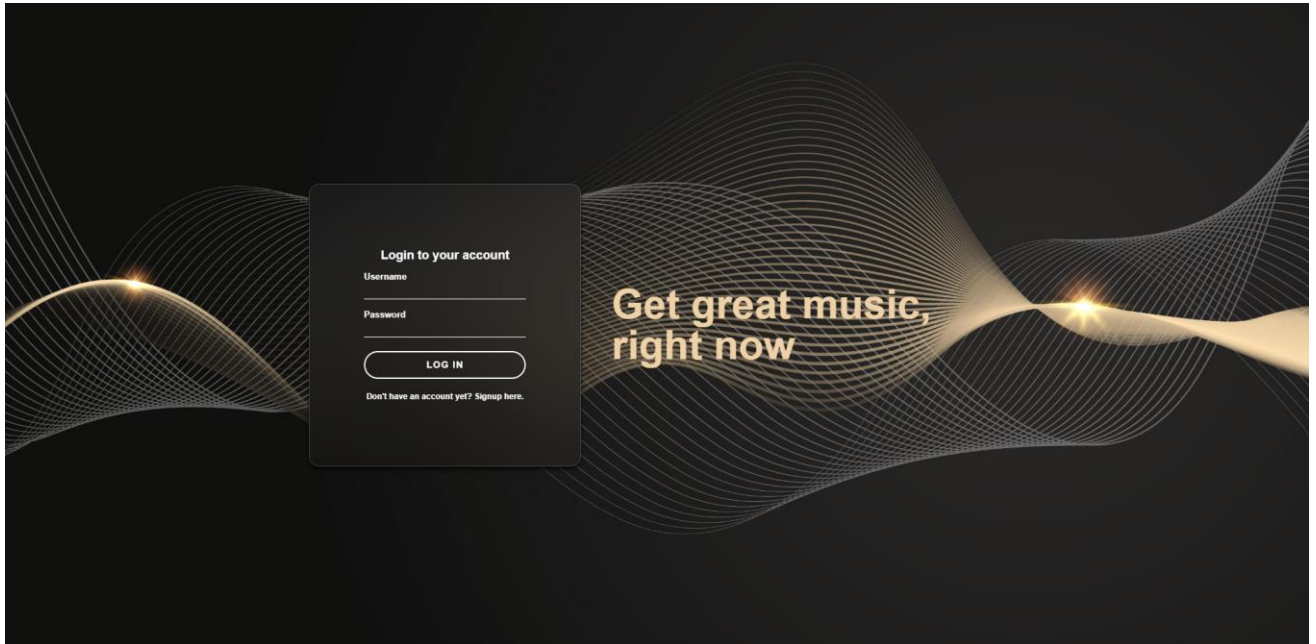 Login to your account
Username
Password
LOG IN
Don't have an account yet? Signup here.
Get great music,
right now